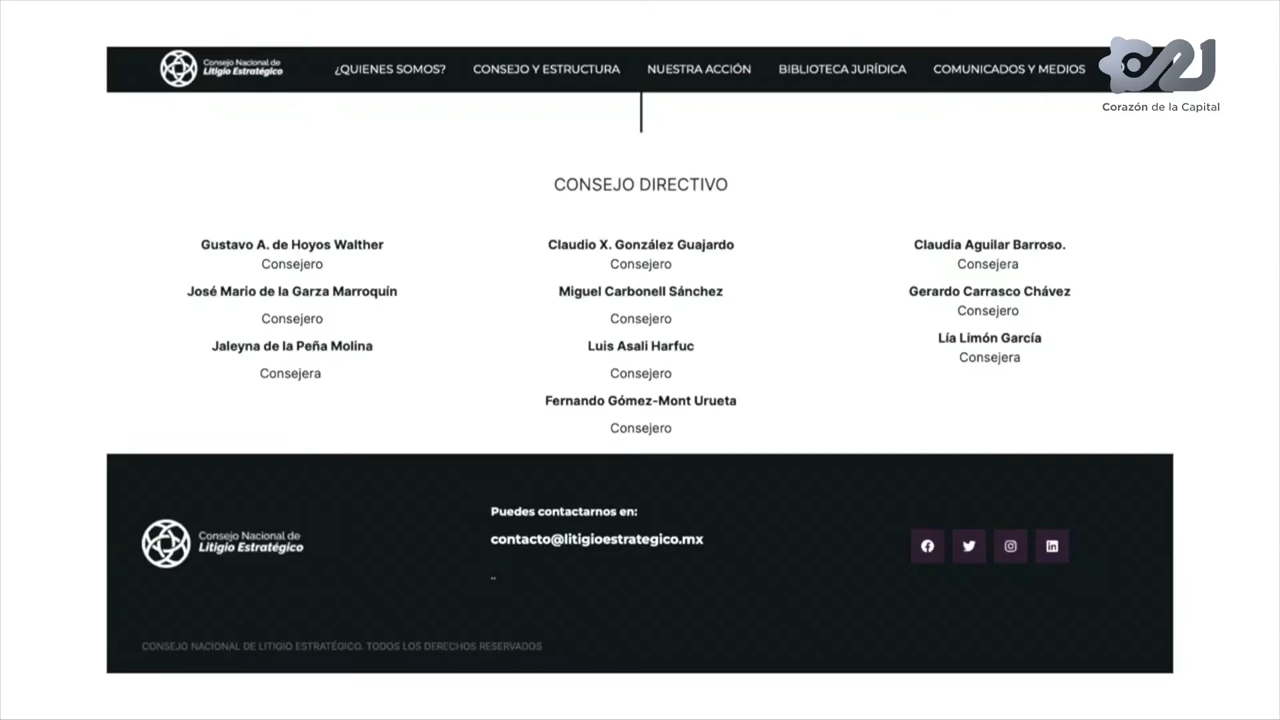 Consejo Nacional de
Litigio Estratégico
¿QUIENES SOMOS?
CONSEJO Y ESTRUCTURA
NUESTRA ACCIÓN
BIBLIOTECA JURÍDICA
COMUNICADOS Y MEDIOS
21
Corazón de la Capital
CONSEJO DIRECTIVO
Gustavo A. de Hoyos Walther
Consejero
José Mario de la Garza Marroquín
Consejero
Jaleyna de la Peña Molina
Consejera
Claudio X. González Guajardo
Consejero
Miguel Carbonell Sánchez
Consejero
Luis Asali Harfuc
Consejero
Fernando Gómez-Mont Urueta
Consejero
Claudia Aguilar Barroso.
Consejera
Gerardo Carrasco Chávez
Consejero
Lía Limón García
Consejera
Consejo Nacional de
Litigio Estratégico
Puedes contactarnos en:
contacto@litigioestrategico.mx
..
CONSEJO NACIONAL DE LITIGIO ESTRATÉGICO. TODOS LOS DERECHOS RESERVADOS